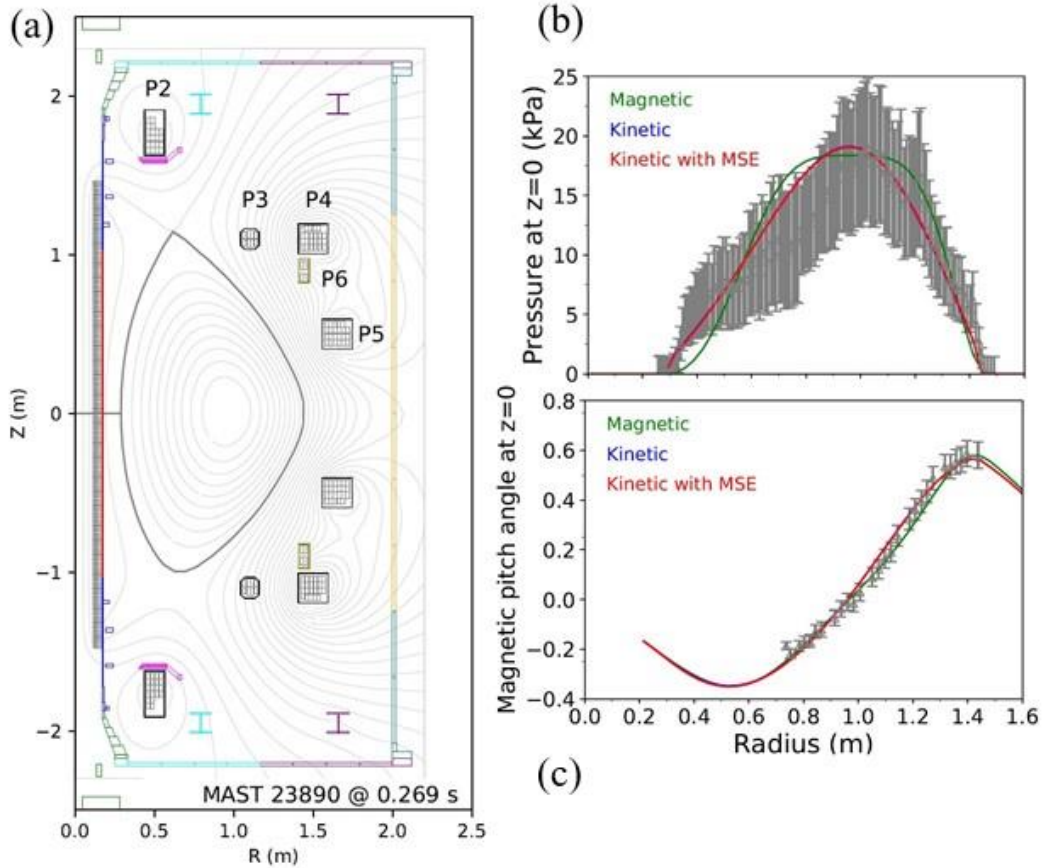 (a)
P2
P3
P4
P6
P5
MAST 23890 @ 0.269 s
2
1
0
−1
−2
Z (m)
0.0 0.5 1.0 1.5 2.0 2.5
R (m)
(b)
Magnetic
Kinetic
Kinetic with MSE
25
20
15
10
5
0
Pressure at z=0 (kPa)
Magnetic
Kinetic
Kinetic with MSE
0.8
0.6
0.4
0.2
0.0
−0.2
−0.4
Magnetic pitch angle at z=0
0.0 0.2 0.4 0.6 0.8 1.0 1.2 1.4 1.6
Radius (m)
(c)